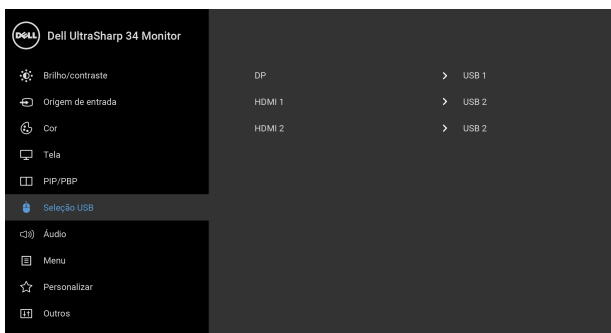 DELL Dell UltraSharp 34 Monitor
Brilho/contraste DP USB 1
Origem de entrada HDMI 1 USB 2
Cor HDMI 2 USB 2
Tela
PIP/PBP
Seleção USB
Áudio
Menu
Personalizar
Outros